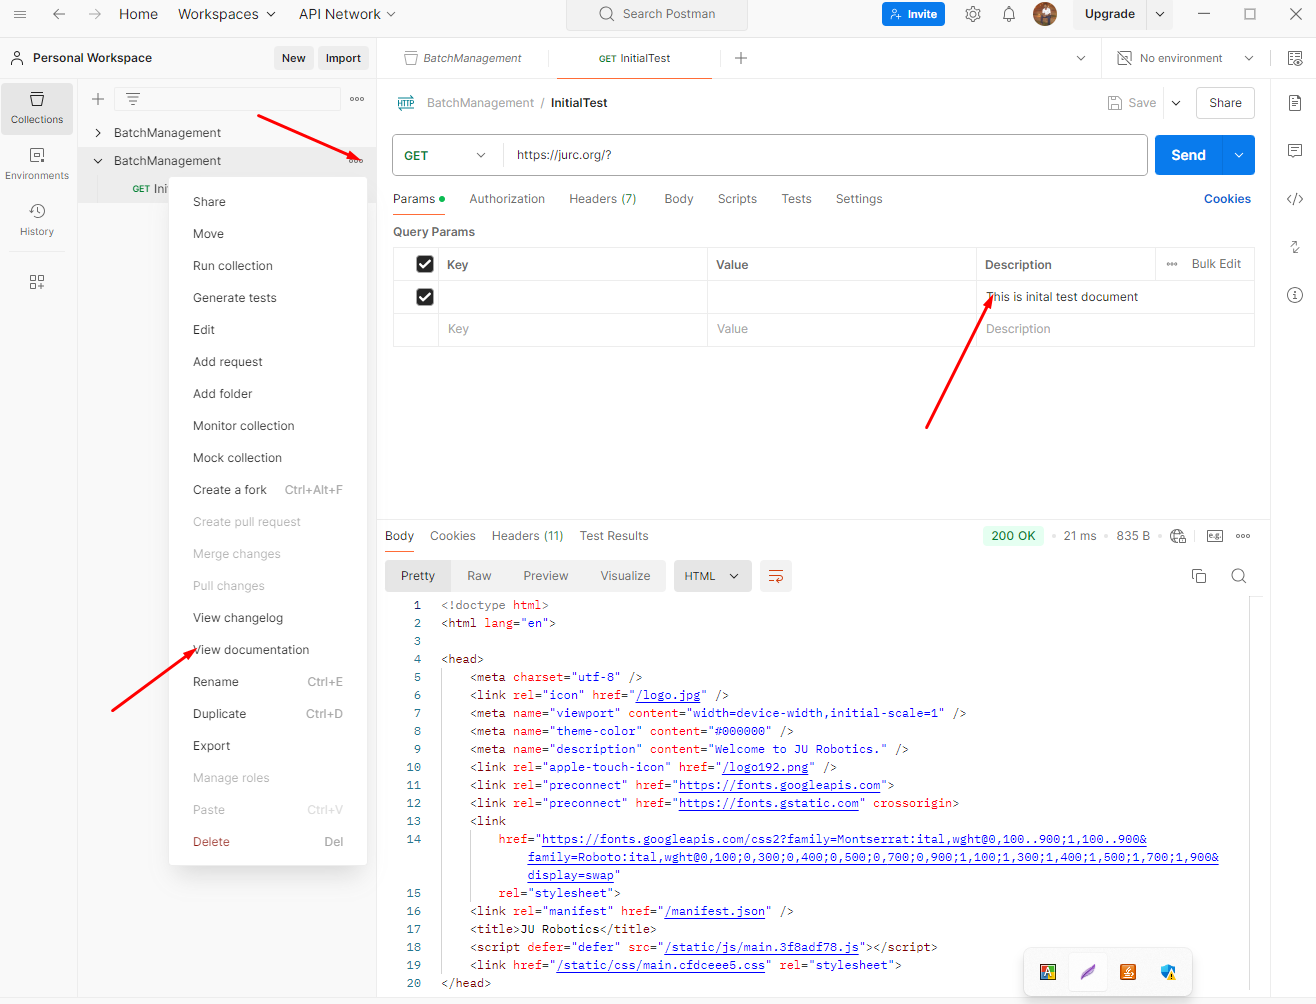 Home Workspaces API Network Search Postman Invite Upgrade
Personal Workspace New Import BatchManagement GET InitialTest No environment
Collections
Environments
History
BatchManagement
BatchManagement
GET Ini
Share
Move
Run collection
Generate tests
Edit
Add request
Add folder
Monitor collection
Mock collection
Create a fork Ctrl+Alt+F
Create pull request
Merge changes
Pull changes
View changelog
View documentation
Rename Ctrl+E
Duplicate Ctrl+D
Export
Manage roles
Paste Ctrl+V
Delete Del
HTTP BatchManagement / InitialTest Save Share
GET https://jurc.org/? Send
Params Authorization Headers (7) Body Scripts Tests Settings Cookies
Query Params
Key Value Description Bulk Edit
This is inital test document
Key Value Description
Body Cookies Headers (11) Test Results 200 OK 21 ms 835 B e.g.
Pretty Raw Preview Visualize HTML
1 <!doctype html>
2 <html lang="en">
3
4 <head>
5 <meta charset="utf-8" />
6 <link rel="icon" href="/logo.jpg" />
7 <meta name="viewport" content="width=device-width,initial-scale=1" />
8 <meta name="theme-color" content="#000000" />
9 <meta name="description" content="Welcome to JU Robotics." />
10 <link rel="apple-touch-icon" href="/logo192.png" />
11 <link rel="preconnect" href="https://fonts.googleapis.com">
12 <link rel="preconnect" href="https://fonts.gstatic.com" crossorigin>
13 <link
14 href="https://fonts.googleapis.com/css2?family=Montserrat:ital,wght@0,100..900;1,100..900&
family=Roboto:ital,wght@0,100;0,300;0,400;0,500;0,700;0,900;1,100;1,300;1,400;1,500;1,700;1,900&
display=swap"
15 rel="stylesheet">
16 <link rel="manifest" href="/manifest.json" />
17 <title>JU Robotics</title>
18 <script defer="defer" src="/static/js/main.3f8adf78.js"></script>
19 <link href="/static/css/main.cfdceee5.css" rel="stylesheet">
20 </head>